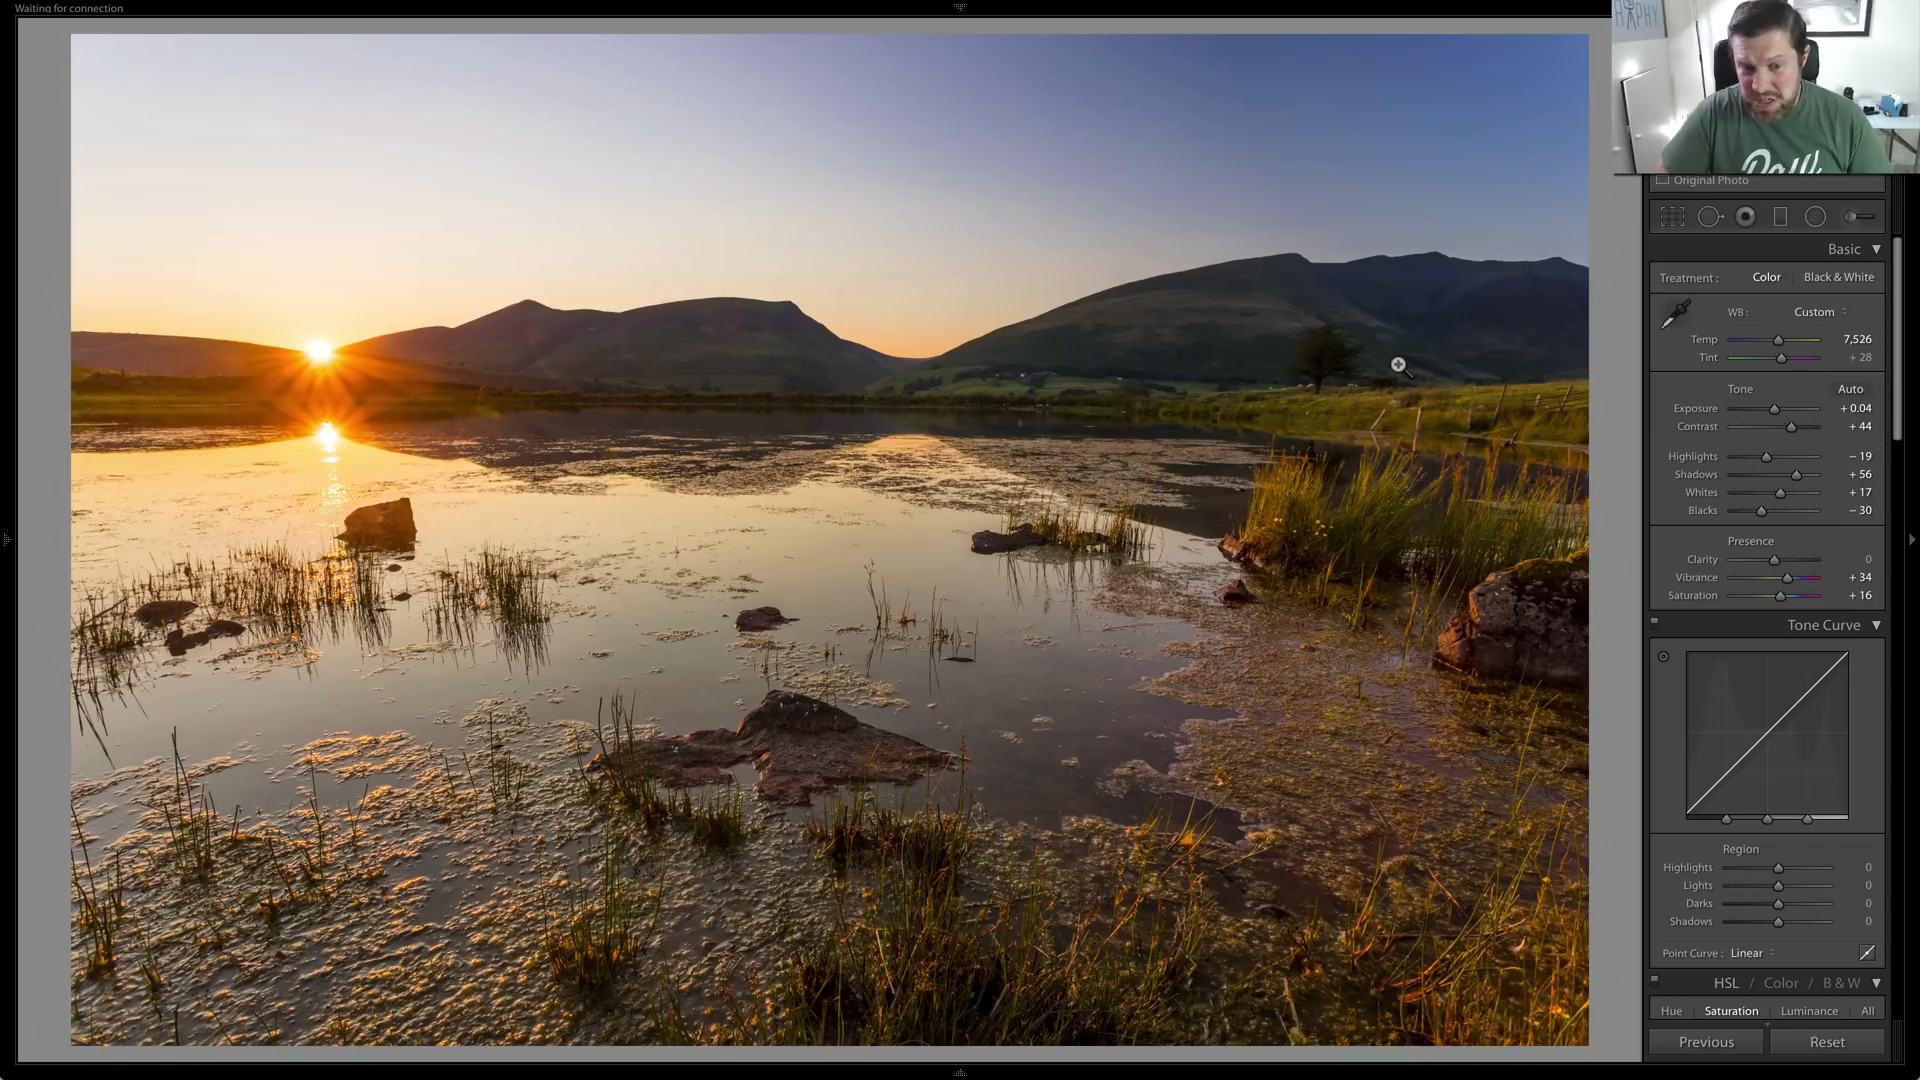 Waiting for connection
RAPHY
Original Photo
Basic
Treatment : Color Black & White
WB : Custom
Temp 7,526
Tint + 28
Tone Auto
Exposure + 0.04
Contrast + 44
Highlights − 19
Shadows + 56
Whites + 17
Blacks − 30
Presence
Clarity 0
Vibrance + 34
Saturation + 16
Tone Curve
Region
Highlights 0
Lights 0
Darks 0
Shadows 0
Point Curve : Linear
HSL / Color / B & W
Hue Saturation Luminance All
Previous Reset